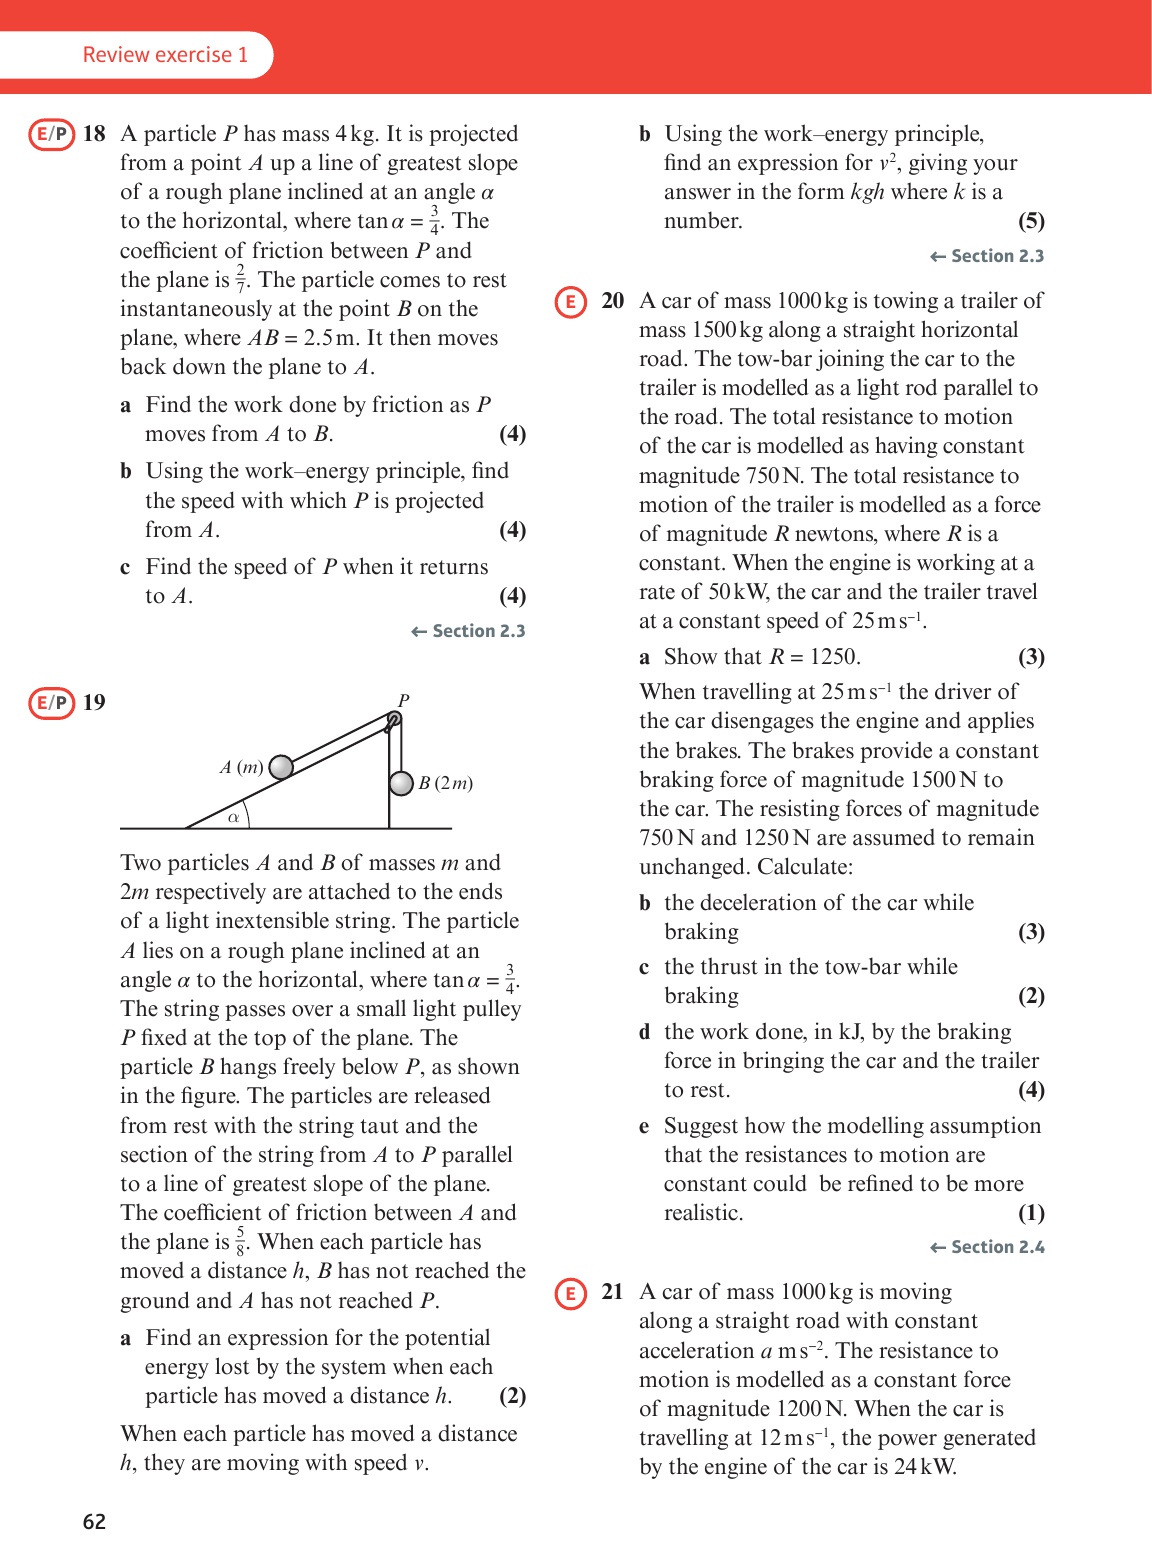 Review exercise 1
E/P 18 A particle P has mass 4 kg. It is projected
from a point A up a line of greatest slope
of a rough plane inclined at an angle α
to the horizontal, where tan α = 3/4. The
coefficient of friction between P and
the plane is 2/7. The particle comes to rest
instantaneously at the point B on the
plane, where AB = 2.5 m. It then moves
back down the plane to A.
a Find the work done by friction as P
moves from A to B. (4)
b Using the work–energy principle, find
the speed with which P is projected
from A. (4)
c Find the speed of P when it returns
to A. (4)
← Section 2.3
E/P 19
P
A (m)
B (2m)
α
Two particles A and B of masses m and
2m respectively are attached to the ends
of a light inextensible string. The particle
A lies on a rough plane inclined at an
angle α to the horizontal, where tan α = 3/4.
The string passes over a small light pulley
P fixed at the top of the plane. The
particle B hangs freely below P, as shown
in the figure. The particles are released
from rest with the string taut and the
section of the string from A to P parallel
to a line of greatest slope of the plane.
The coefficient of friction between A and
the plane is 5/8. When each particle has
moved a distance h, B has not reached the
ground and A has not reached P.
a Find an expression for the potential
energy lost by the system when each
particle has moved a distance h. (2)
When each particle has moved a distance
h, they are moving with speed v.
b Using the work–energy principle,
find an expression for v², giving your
answer in the form kgh where k is a
number. (5)
← Section 2.3
E 20 A car of mass 1000 kg is towing a trailer of
mass 1500 kg along a straight horizontal
road. The tow-bar joining the car to the
trailer is modelled as a light rod parallel to
the road. The total resistance to motion
of the car is modelled as having constant
magnitude 750 N. The total resistance to
motion of the trailer is modelled as a force
of magnitude R newtons, where R is a
constant. When the engine is working at a
rate of 50 kW, the car and the trailer travel
at a constant speed of 25 m s⁻¹.
a Show that R = 1250. (3)
When travelling at 25 m s⁻¹ the driver of
the car disengages the engine and applies
the brakes. The brakes provide a constant
braking force of magnitude 1500 N to
the car. The resisting forces of magnitude
750 N and 1250 N are assumed to remain
unchanged. Calculate:
b the deceleration of the car while
braking (3)
c the thrust in the tow-bar while
braking (2)
d the work done, in kJ, by the braking
force in bringing the car and the trailer
to rest. (4)
e Suggest how the modelling assumption
that the resistances to motion are
constant could be refined to be more
realistic. (1)
← Section 2.4
E 21 A car of mass 1000 kg is moving
along a straight road with constant
acceleration a m s⁻². The resistance to
motion is modelled as a constant force
of magnitude 1200 N. When the car is
travelling at 12 m s⁻¹, the power generated
by the engine of the car is 24 kW.
62